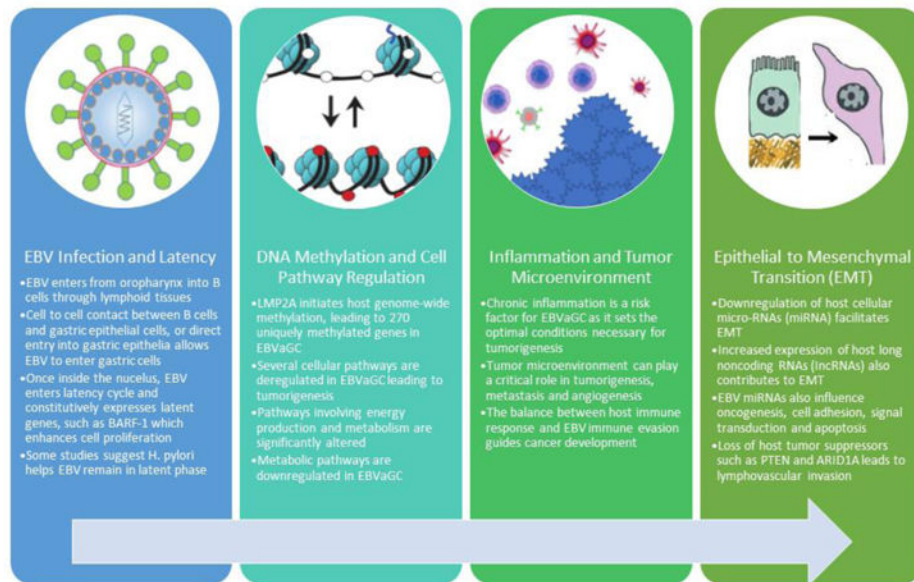 EBV Infection and Latency
•EBV enters from oropharynx into B
cells through lymphoid tissues
•Cell to cell contact between B cells
and gastric epithelial cells, or direct
entry into gastric epithelia allows
EBV to enter gastric cells
•Once inside the nucelus, EBV
enters latency cycle and
constitutively expresses latent
genes, such as BARF-1 which
enhances cell proliferation
•Some studies suggest H. pylori
helps EBV remain in latent phase
DNA Methylation and Cell
Pathway Regulation
•LMP2A initiates host genome-wide
methylation, leading to 270
uniquely methylated genes in
EBVaGC
•Several cellular pathways are
deregulated in EBVaGC leading to
tumorigenesis
•Pathways involving energy
production and metabolism are
significantly altered
•Metabolic pathways are
downregulated in EBVaGC
Inflammation and Tumor
Microenvironment
•Chronic inflammation is a risk
factor for EBVaGC as it sets the
optimal conditions necessary for
tumorigenesis
•Tumor microenvironment can play
a critical role in tumorigenesis,
metastasis and angiogenesis
•The balance between host immune
response and EBV immune evasion
guides cancer development
Epithelial to Mesenchymal
Transition (EMT)
•Downregulation of host cellular
micro-RNAs (miRNA) facilitates
EMT
•Increased expression of host long
noncoding RNAs (lncRNAs) also
contributes to EMT
•EBV miRNAs also influence
oncogenesis, cell adhesion, signal
transduction and apoptosis
•Loss of host tumor suppressors
such as PTEN and ARID1A leads to
lymphovascular invasion